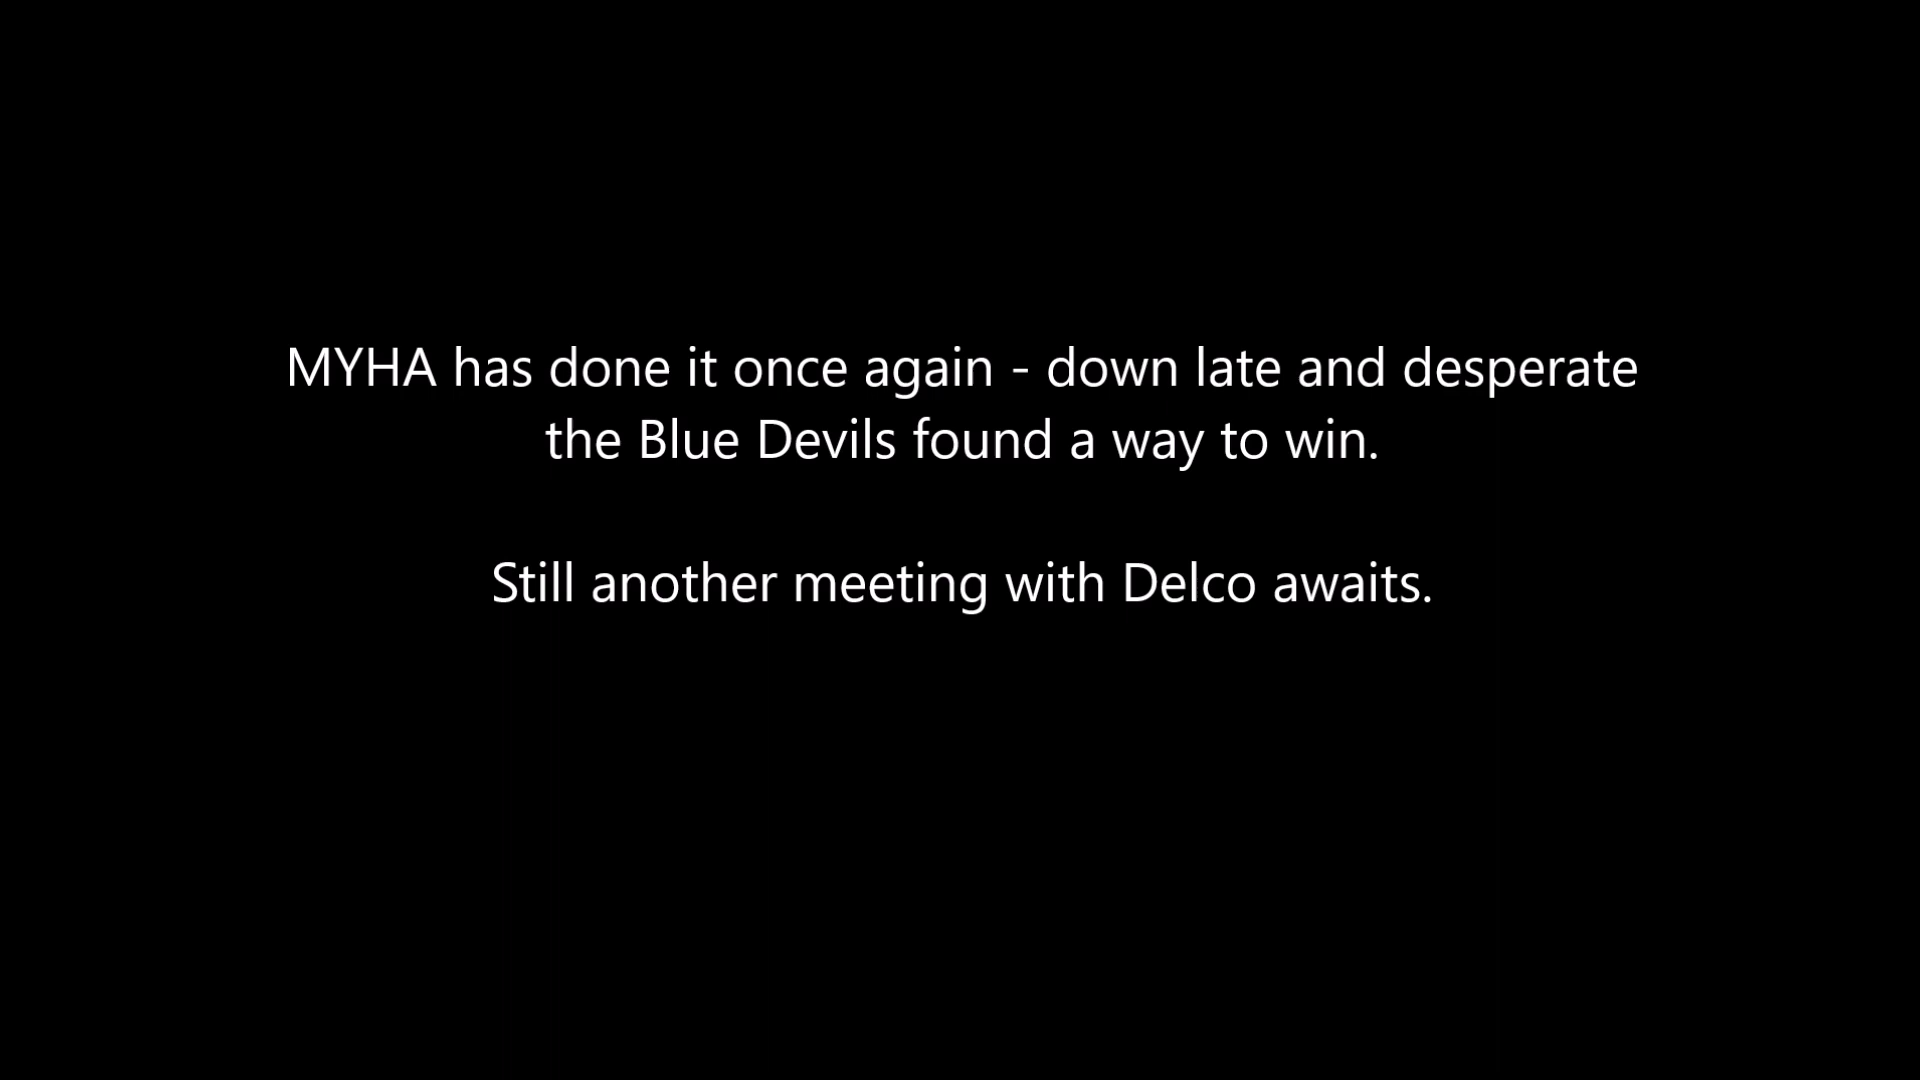 MYHA has done it once again - down late and desperate
the Blue Devils found a way to win.
Still another meeting with Delco awaits.